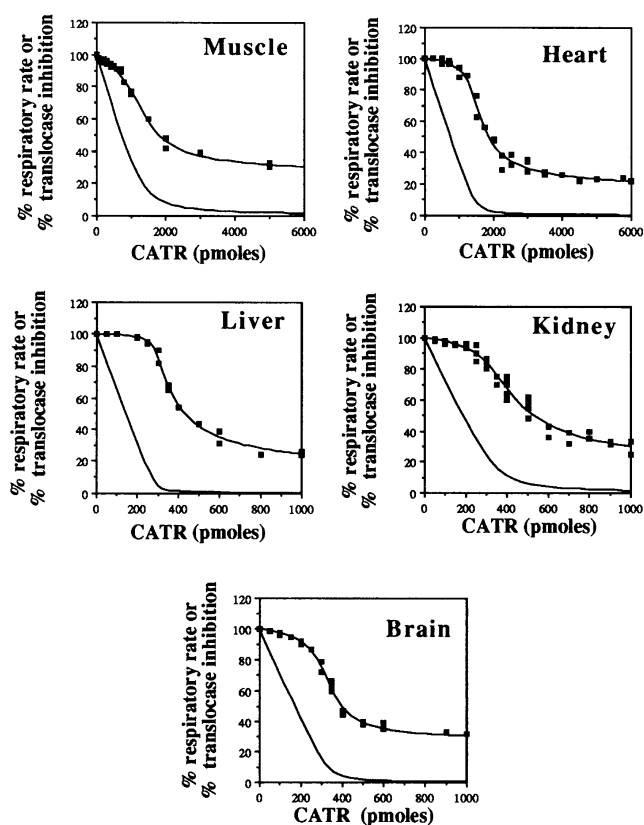 % respiratory rate or
% translocase inhibition
Muscle
120
100
80
60
40
20
0
0 2000 4000 6000
CATR (pmoles)
% respiratory rate or
% translocase inhibition
Heart
120
100
80
60
40
20
0
0 1000 2000 3000 4000 5000 6000
CATR (pmoles)
% respiratory rate or
% translocase inhibition
Liver
120
100
80
60
40
20
0
0 200 400 600 800 1000
CATR (pmoles)
% respiratory rate or
% translocase inhibition
Kidney
120
100
80
60
40
20
0
0 200 400 600 800 1000
CATR (pmoles)
% respiratory rate or
% translocase inhibition
Brain
120
100
80
60
40
20
0
0 200 400 600 800 1000
CATR (pmoles)